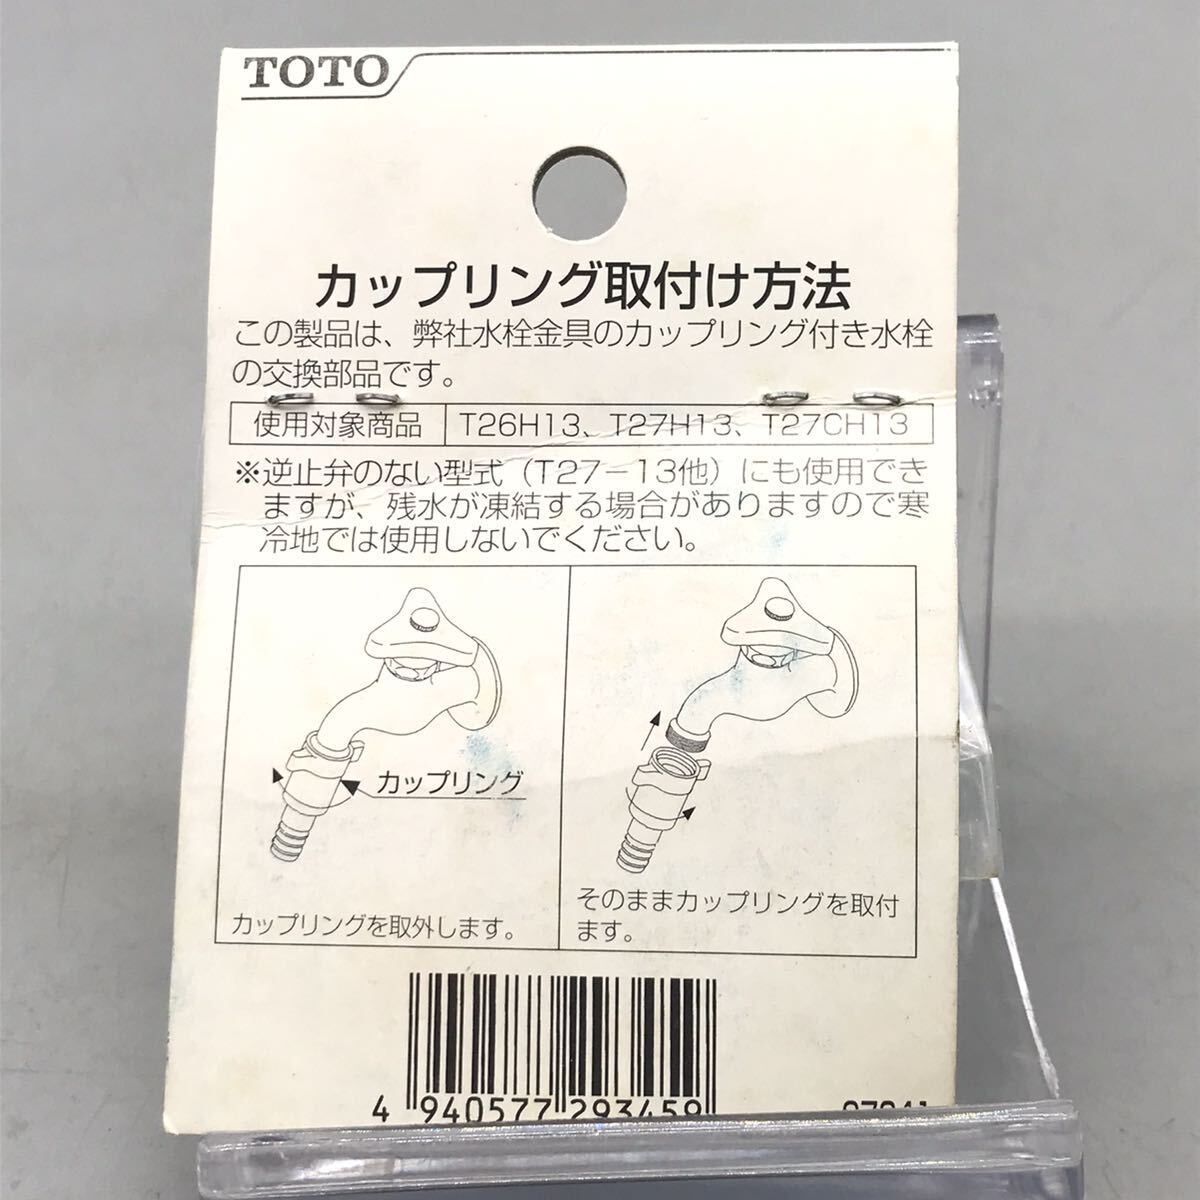 TOTO
カップリング取付け方法
この製品は、弊社水栓金具のカップリング付き水栓
の交換部品です。
使用対象商品 T26H13、T27H13、T27CH13
※逆止弁のない型式（T27－13他）にも使用でき
ますが、残水が凍結する場合がありますので寒
冷地では使用しないでください。
カップリング
カップリングを取外します。
そのままカップリングを取付
ます。
4 940577 293459